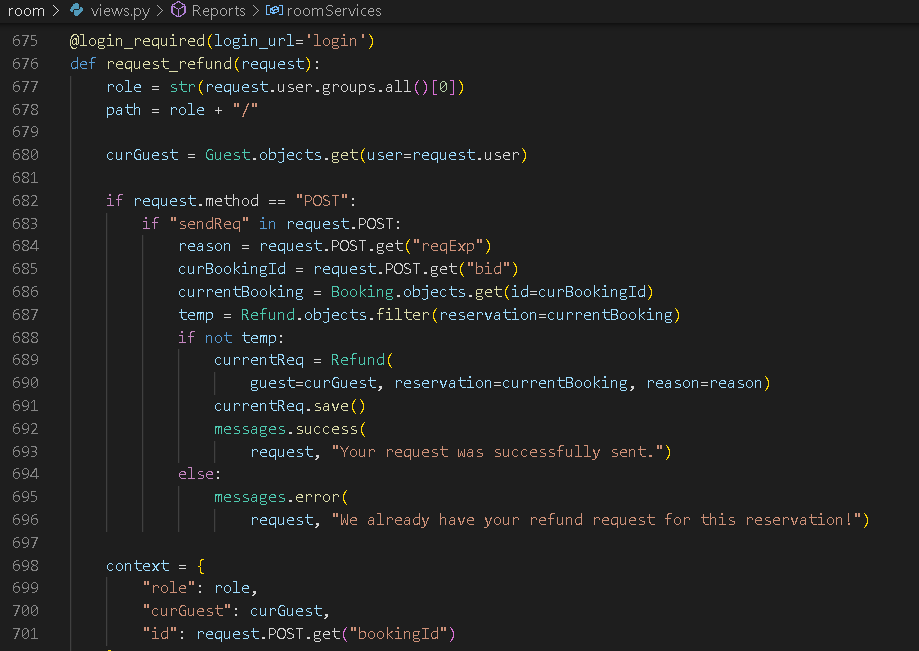 room > views.py > Reports > roomServices
675 @login_required(login_url='login')
676 def request_refund(request):
677     role = str(request.user.groups.all()[0])
678     path = role + "/"
679
680     curGuest = Guest.objects.get(user=request.user)
681
682     if request.method == "POST":
683         if "sendReq" in request.POST:
684             reason = request.POST.get("reqExp")
685             curBookingId = request.POST.get("bid")
686             currentBooking = Booking.objects.get(id=curBookingId)
687             temp = Refund.objects.filter(reservation=currentBooking)
688             if not temp:
689                 currentReq = Refund(
690                     guest=curGuest, reservation=currentBooking, reason=reason)
691                 currentReq.save()
692                 messages.success(
693                     request, "Your request was successfully sent.")
694             else:
695                 messages.error(
696                     request, "We already have your refund request for this reservation!")
697
698     context = {
699         "role": role,
700         "curGuest": curGuest,
701         "id": request.POST.get("bookingId")